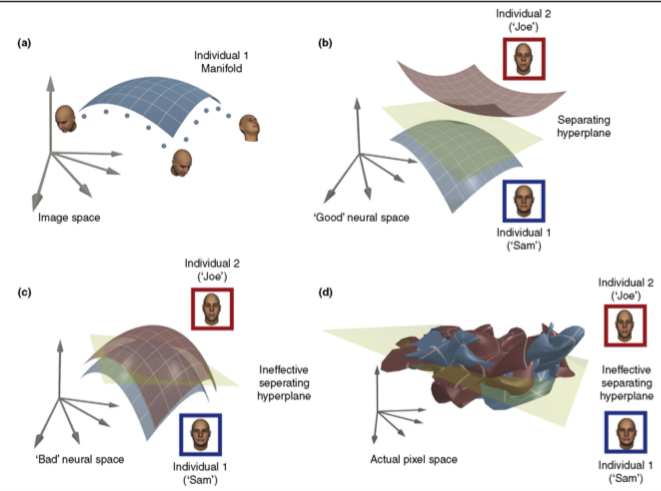 (a)
Individual 1
Manifold
Image space
(b)
Individual 2
('Joe')
Separating
hyperplane
'Good' neural space
Individual 1
('Sam')
(c)
Individual 2
('Joe')
Ineffective
seperating
hyperplane
'Bad' neural space
Individual 1
('Sam')
(d)
Individual 2
('Joe')
Ineffective
separating
hyperplane
Actual pixel space
Individual 1
('Sam')